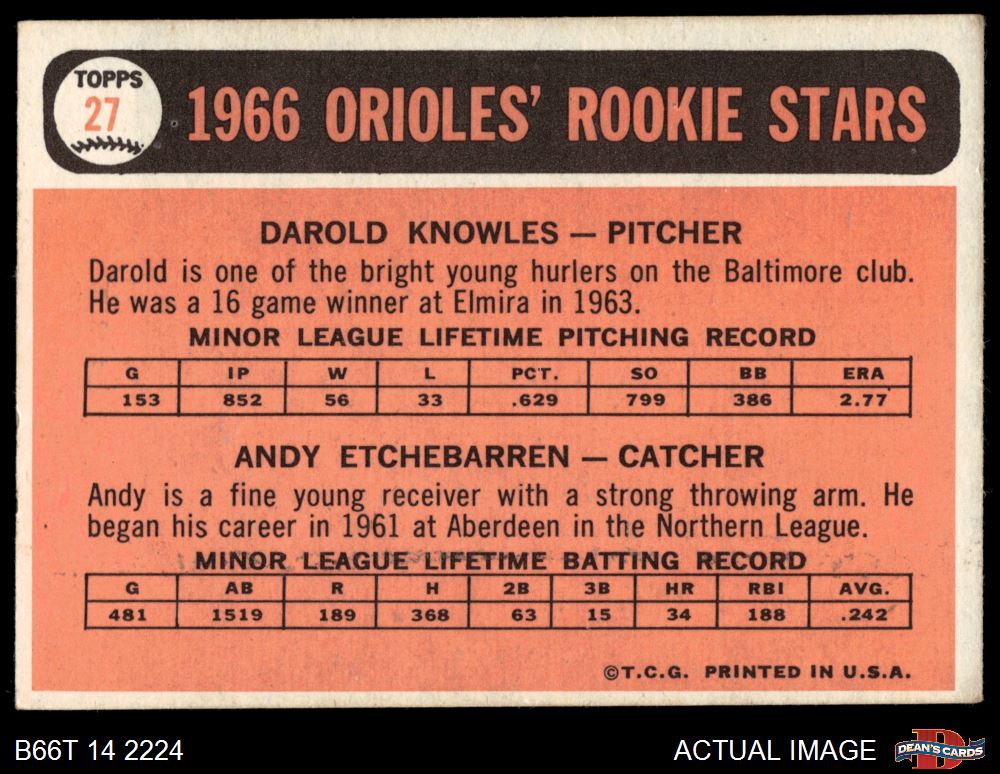 TOPPS
27
1966 ORIOLES' ROOKIE STARS
DAROLD KNOWLES — PITCHER
Darold is one of the bright young hurlers on the Baltimore club.
He was a 16 game winner at Elmira in 1963.
MINOR LEAGUE LIFETIME PITCHING RECORD
G IP W L PCT. SO BB ERA
153 852 56 33 .629 799 386 2.77
ANDY ETCHEBARREN — CATCHER
Andy is a fine young receiver with a strong throwing arm. He
began his career in 1961 at Aberdeen in the Northern League.
MINOR LEAGUE LIFETIME BATTING RECORD
G AB R H 2B 3B HR RBI AVG.
481 1519 189 368 63 15 34 188 .242
©T.C.G. PRINTED IN U.S.A.
B66T 14 2224 ACTUAL IMAGE D DEAN'S CARDS